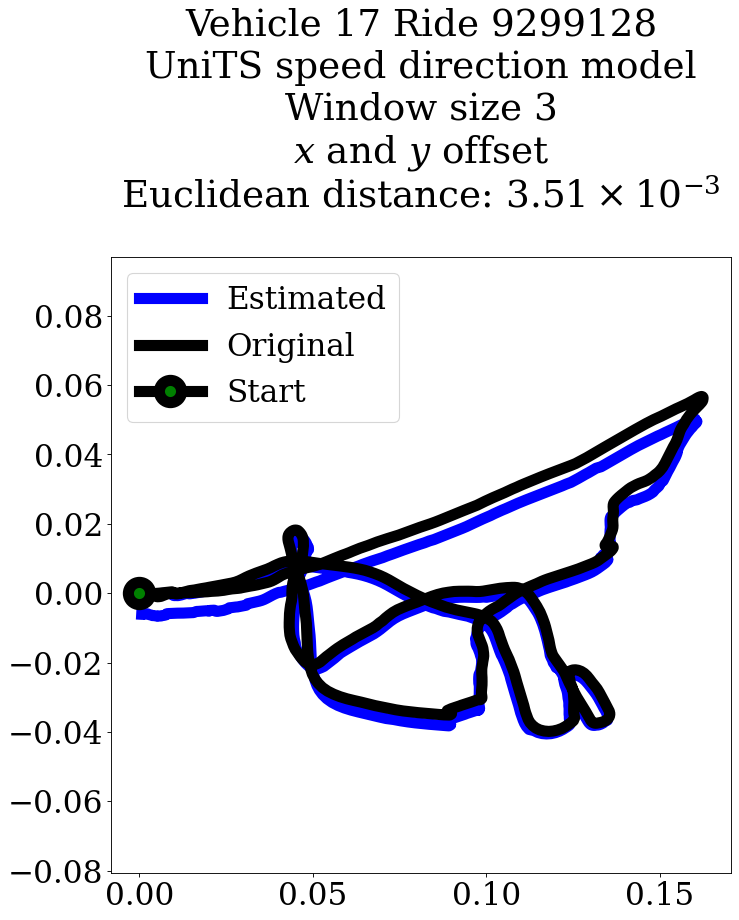 Vehicle 17 Ride 9299128
UniTS speed direction model
Window size 3
x and y offset
Euclidean distance: 3.51 × 10⁻³
Estimated
Original
Start
0.08
0.06
0.04
0.02
0.00
−0.02
−0.04
−0.06
−0.08
0.00 0.05 0.10 0.15